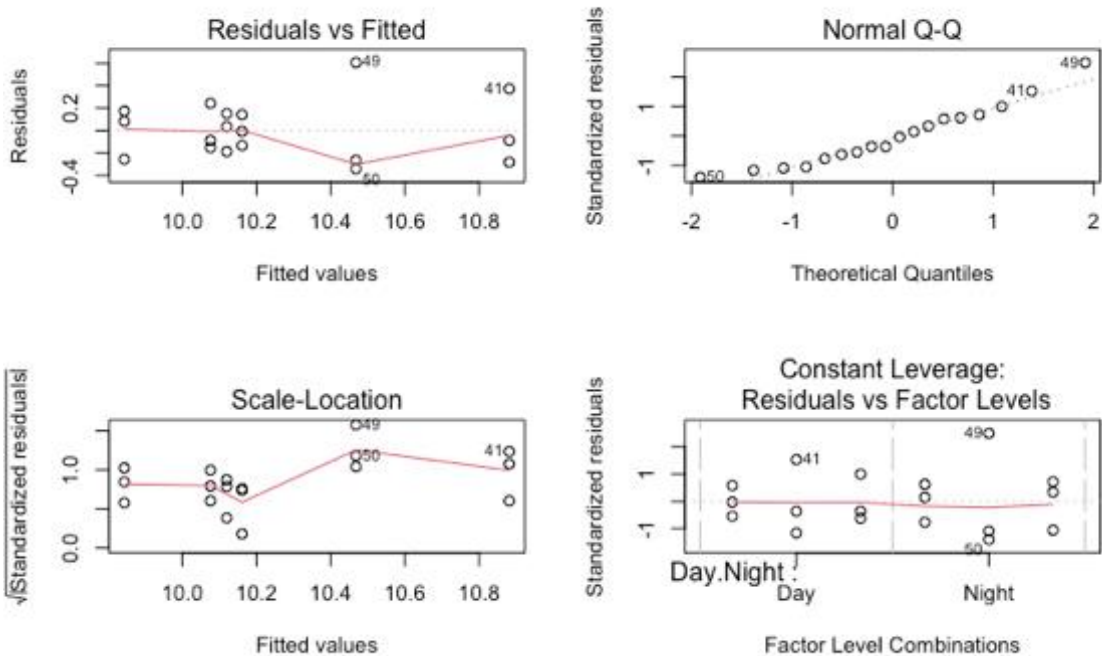 Residuals vs Fitted
Residuals
0.2
-0.4
49
41
50
10.0 10.2 10.4 10.6 10.8
Fitted values
Normal Q-Q
Standardized residuals
1
-1
49
41
50
-2 -1 0 1 2
Theoretical Quantiles
Scale-Location
√|Standardized residuals|
1.0
0.0
49
50
41
10.0 10.2 10.4 10.6 10.8
Fitted values
Constant Leverage:
Residuals vs Factor Levels
Standardized residuals
1
-1
41
49
50
Day.Night :
Day Night
Factor Level Combinations